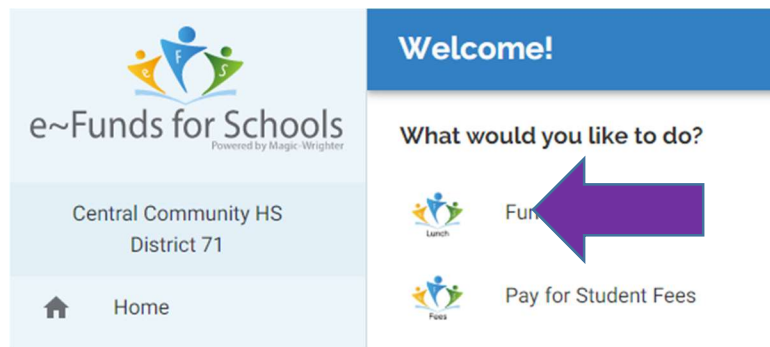 e F S
e~Funds for Schools
Powered by Magic-Wrighter
Central Community HS
District 71
Home
Welcome!
What would you like to do?
Lunch
Fees
Pay for Student Fees